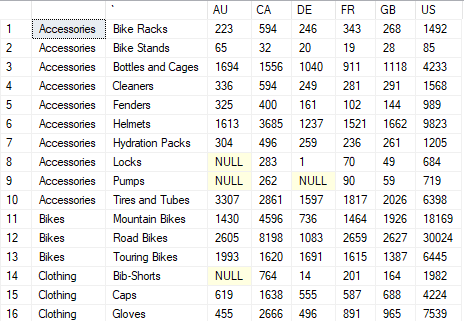 AU CA DE FR GB US
1 Accessories Bike Racks 223 594 246 343 268 1492
2 Accessories Bike Stands 65 32 20 19 28 85
3 Accessories Bottles and Cages 1694 1556 1040 911 1118 4233
4 Accessories Cleaners 336 594 249 281 291 1568
5 Accessories Fenders 325 400 161 102 144 989
6 Accessories Helmets 1613 3685 1237 1521 1662 9823
7 Accessories Hydration Packs 304 496 259 236 261 1205
8 Accessories Locks NULL 283 1 70 49 684
9 Accessories Pumps NULL 262 NULL 90 59 719
10 Accessories Tires and Tubes 3307 2861 1597 1817 2026 6398
11 Bikes Mountain Bikes 1430 4596 736 1464 1926 18169
12 Bikes Road Bikes 2605 8198 1083 2659 2627 30024
13 Bikes Touring Bikes 1993 1620 1691 1615 1387 6445
14 Clothing Bib-Shorts NULL 764 14 201 164 1982
15 Clothing Caps 619 1638 555 587 688 4224
16 Clothing Gloves 455 2666 496 891 965 7539